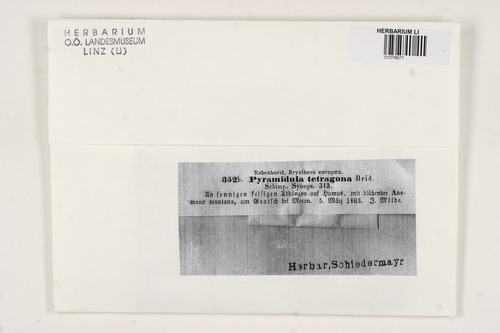 HERBARIUM
O.Ö. LANDESMUSEUM
LINZ (LI)
HERBARIUM LI
01076677
Rabenhorst, Bryotheca europaea.
352b. Pyramidula tetragona Brid.
Schimp. Synops. 313.
An sonnigen felsigen Abhängen auf Humus, mit blühender Ane-
mone montana, um Gratsch bei Meran. 5. März 1863. J. Milde.
Herbar, Schiedermayr